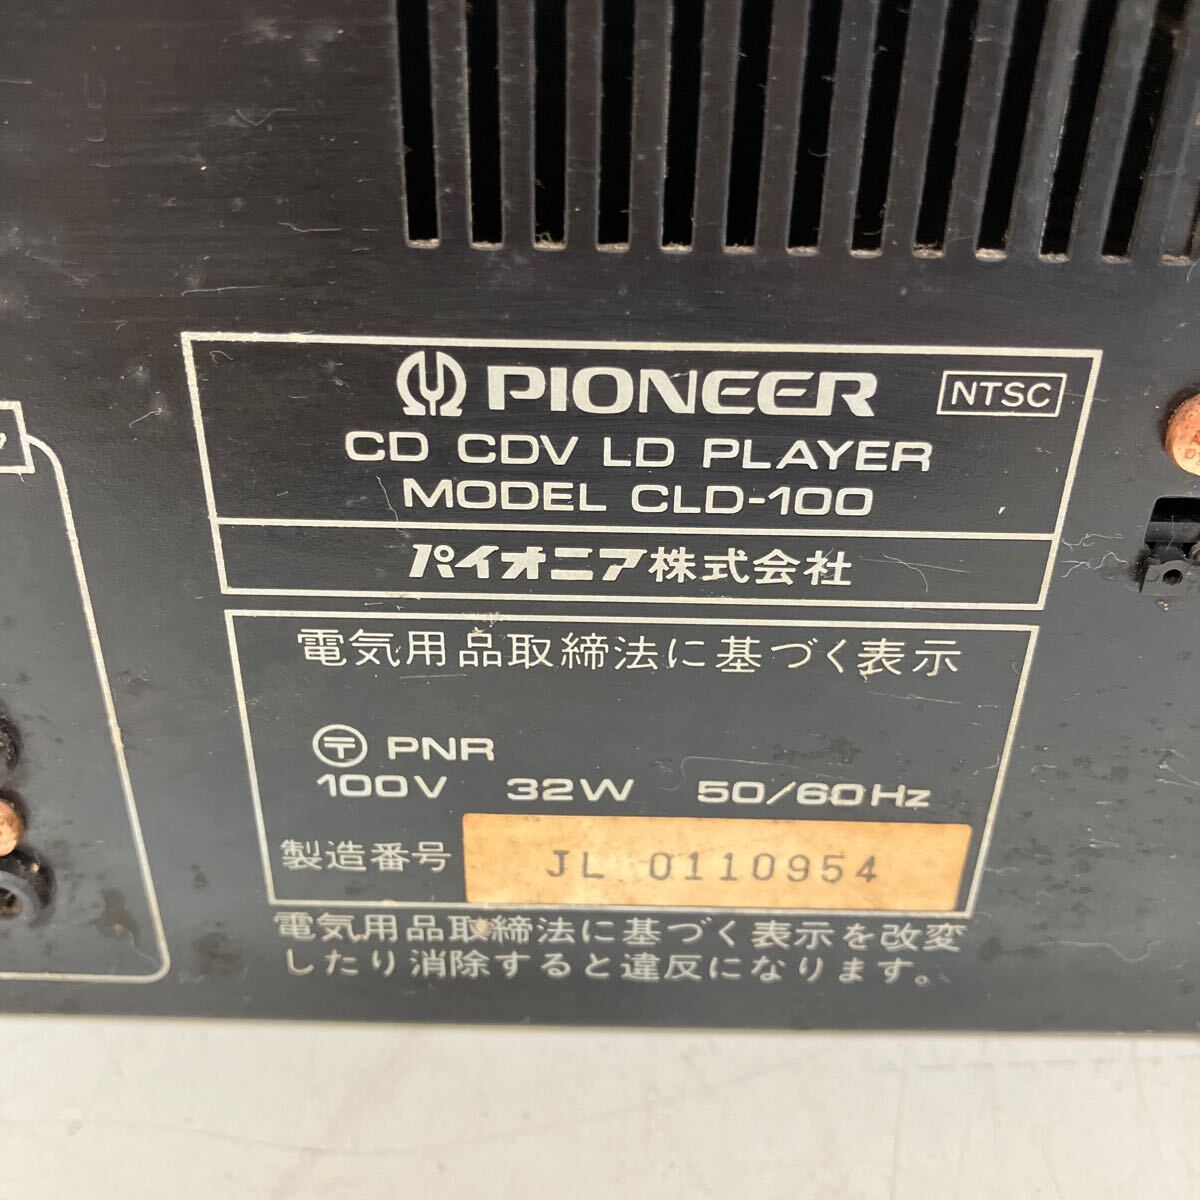 PIONEER NTSC
CD CDV LD PLAYER
MODEL CLD-100
パイオニア株式会社
電気用品取締法に基づく表示
〒 PNR
100V 32W 50/60Hz
製造番号 JL 0110954
電気用品取締法に基づく表示を改変
したり消除すると違反になります。